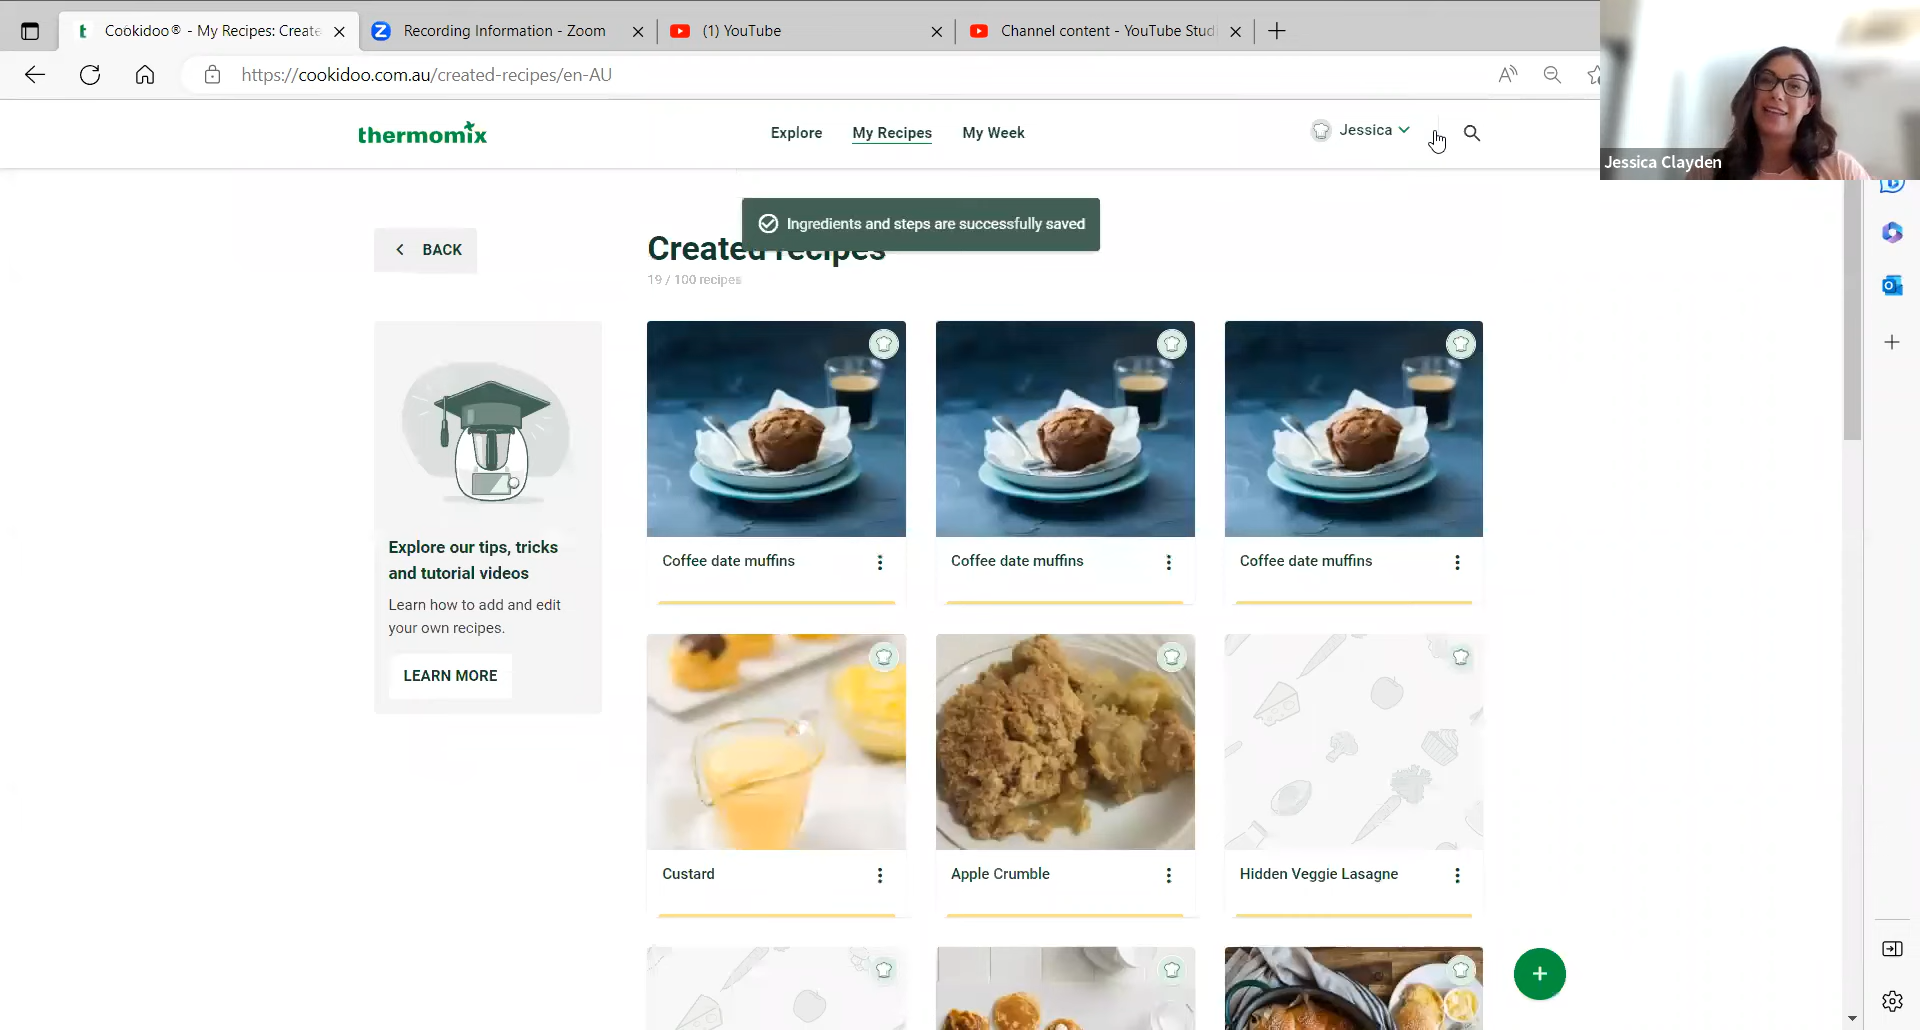 Cookidoo® - My Recipes: Create
Recording Information - Zoom
(1) YouTube
Channel content - YouTube Stud
https://cookidoo.com.au/created-recipes/en-AU
Jessica Clayden
thermomix
Explore
My Recipes
My Week
Jessica
Ingredients and steps are successfully saved
BACK
Created recipes
19 / 100 recipes
Explore our tips, tricks
and tutorial videos
Learn how to add and edit
your own recipes.
LEARN MORE
Coffee date muffins
Coffee date muffins
Coffee date muffins
Custard
Apple Crumble
Hidden Veggie Lasagne